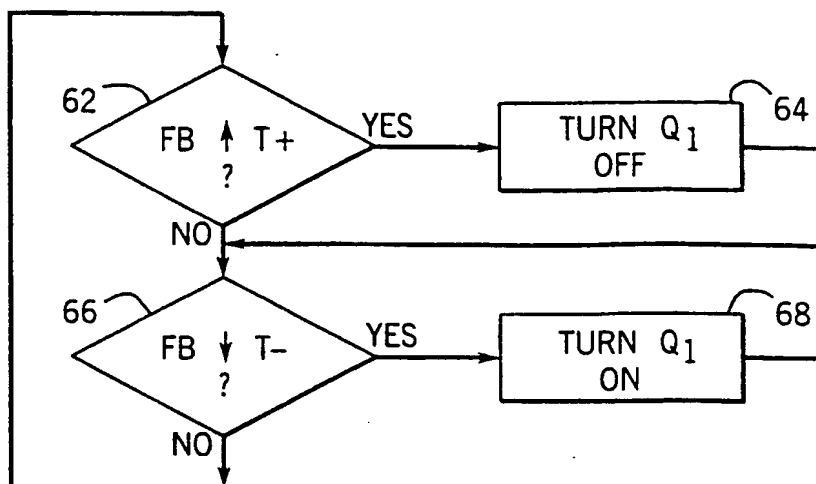 62
FB ↑ T+
?
YES
TURN Q1
OFF
64
NO
66
FB ↓ T−
?
YES
TURN Q1
ON
68
NO